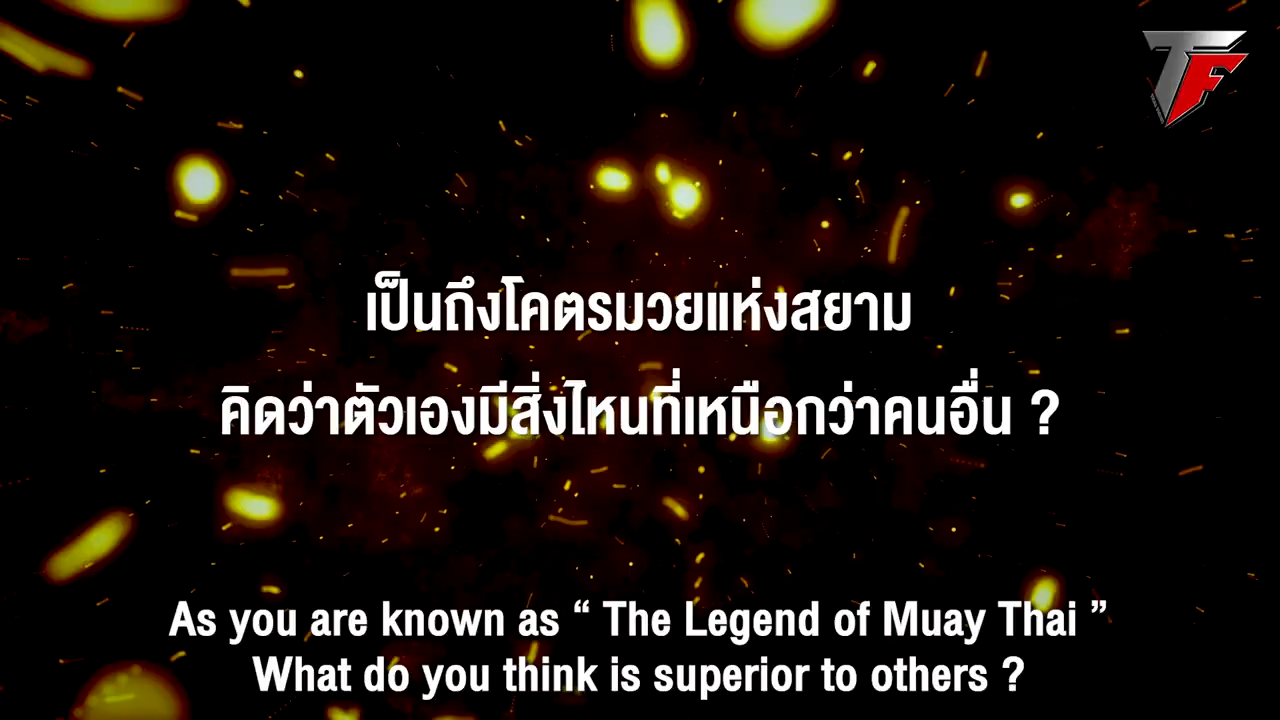 TF
เป็นถึงโคตรมวยแห่งสยาม
คิดว่าตัวเองมีสิ่งไหนที่เหนือกว่าคนอื่น ?
As you are known as “ The Legend of Muay Thai ”
What do you think is superior to others ?